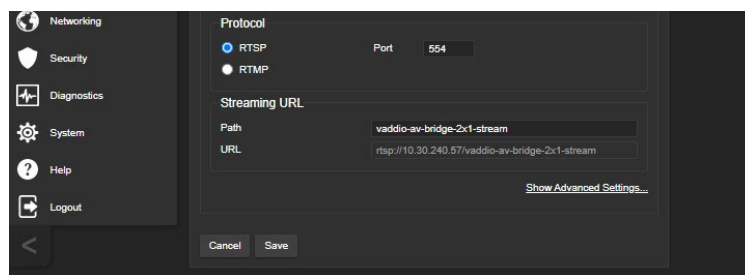 Networking
Security
Diagnostics
System
? Help
Logout
<
Protocol
RTSP Port 554
RTMP
Streaming URL
Path vaddio-av-bridge-2x1-stream
URL rtsp://10.30.240.57/vaddio-av-bridge-2x1-stream
Show Advanced Settings...
Cancel Save